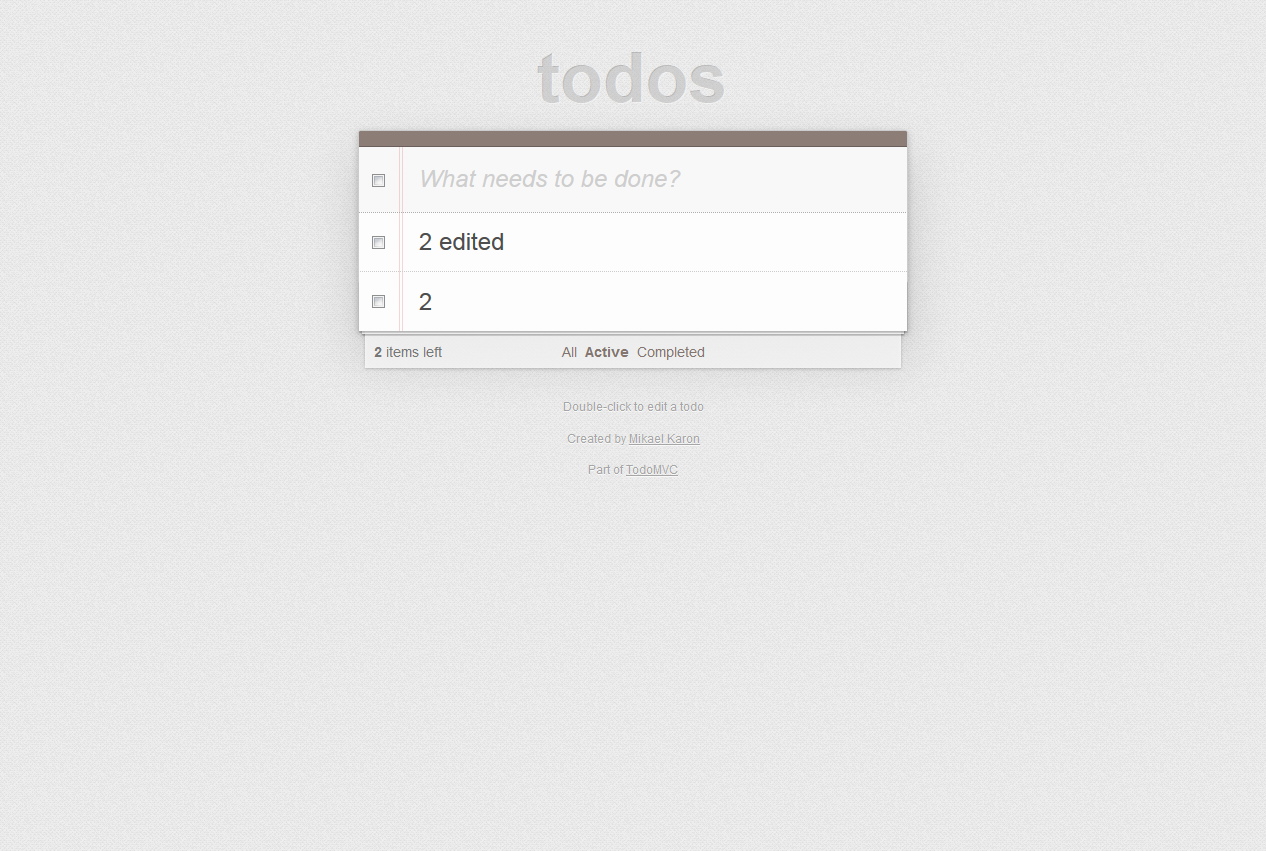 todos
What needs to be done?
2 edited
2
2 items left All Active Completed
Double-click to edit a todo
Created by Mikael Karon
Part of TodoMVC